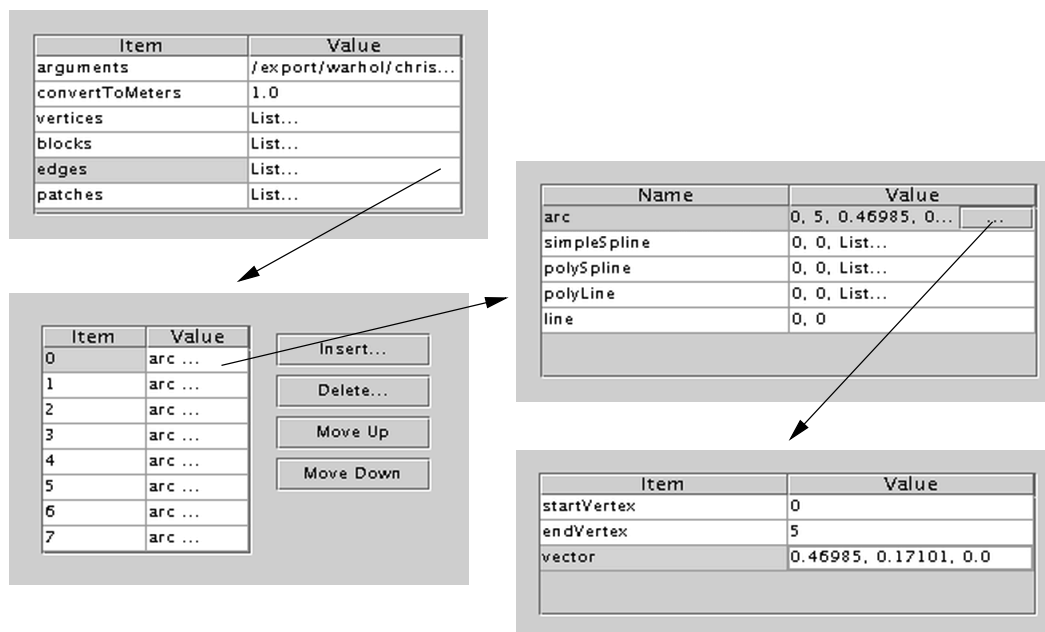 Item Value
arguments /export/warhol/chris...
convertToMeters 1.0
vertices List...
blocks List...
edges List...
patches List...
Item Value
0 arc ...
1 arc ...
2 arc ...
3 arc ...
4 arc ...
5 arc ...
6 arc ...
7 arc ...
Insert...
Delete...
Move Up
Move Down
Name Value
arc 0, 5, 0.46985, 0... ...
simpleSpline 0, 0, List...
polySpline 0, 0, List...
polyLine 0, 0, List...
line 0, 0
Item Value
startVertex 0
endVertex 5
vector 0.46985, 0.17101, 0.0